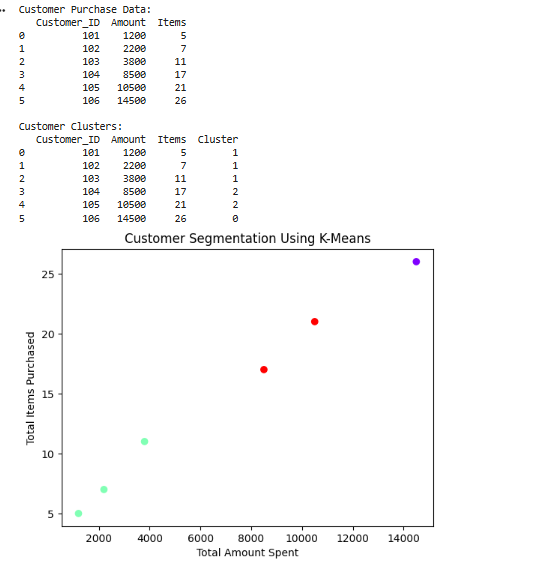 Customer Purchase Data:
Customer_ID Amount Items
0 101 1200 5
1 102 2200 7
2 103 3800 11
3 104 8500 17
4 105 10500 21
5 106 14500 26
Customer Clusters:
Customer_ID Amount Items Cluster
0 101 1200 5 1
1 102 2200 7 1
2 103 3800 11 1
3 104 8500 17 2
4 105 10500 21 2
5 106 14500 26 0
Customer Segmentation Using K-Means
25
20
15
10
5
Total Items Purchased
2000 4000 6000 8000 10000 12000 14000
Total Amount Spent